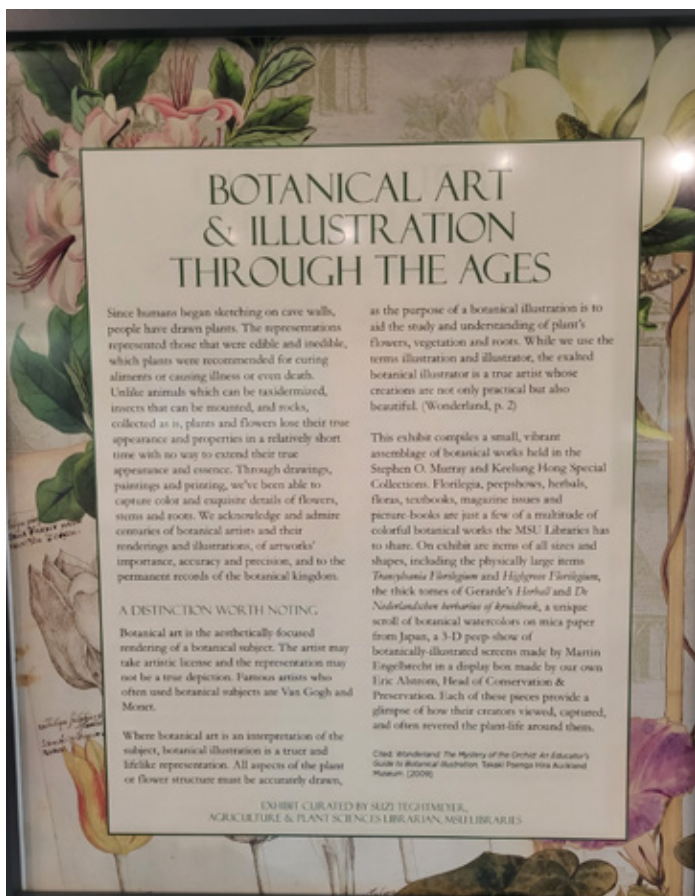 BOTANICAL ART
& ILLUSTRATION
THROUGH THE AGES
Since humans began sketching on cave walls,
people have drawn plants. The representations
represented those that were edible and inedible,
which plants were recommended for curing
ailments or causing illness or even death.
Unlike animals which can be taxidermized,
insects that can be mounted, and rocks,
collected as is, plants and flowers lose their true
appearance and properties in a relatively short
time with no way to extend their true
appearance and essence. Through drawings,
paintings and printing, we've been able to
capture color and exquisite details of flowers,
stems and roots. We acknowledge and admire
centuries of botanical artists and their
renderings and illustrations, of artworks'
importance, accuracy and precision, and to the
permanent records of the botanical kingdom.
A DISTINCTION WORTH NOTING
Botanical art is the aesthetically-focused
rendering of a botanical subject. The artist may
take artistic license and the representation may
not be a true depiction. Famous artists who
often used botanical subjects are Van Gogh and
Monet.
Where botanical art is an interpretation of the
subject, botanical illustration is a truer and
lifelike representation. All aspects of the plant
or flower structure must be accurately drawn,
as the purpose of a botanical illustration is to
aid the study and understanding of plant's
flowers, vegetation and roots. While we use the
terms illustration and illustrator, the exalted
botanical illustrator is a true artist whose
creations are not only practical but also
beautiful. (Wonderland, p. 2)
This exhibit compiles a small, vibrant
assemblage of botanical works held in the
Stephen O. Murray and Keelung Hong Special
Collections. Florilegia, peepshows, herbals,
floras, textbooks, magazine issues and
picture-books are just a few of a multitude of
colorful botanical works the MSU Libraries has
to share. On exhibit are items of all sizes and
shapes, including the physically large items
Transylvania Florilegium and Highgrove Florilegium,
the thick tomes of Gerarde's Herball and De
Nederlandschen herbarius of kruidboek, a unique
scroll of botanical watercolors on mica paper
from Japan, a 3-D peep-show of
botanically-illustrated screens made by Martin
Engelbrecht in a display box made by our own
Eric Alstrom, Head of Conservation &
Preservation. Each of these pieces provide a
glimpse of how their creators viewed, captured,
and often revered the plant-life around them.
Cited: Wonderland: The Mystery of the Orchid: Art Educator's
Guide to Botanical Illustration. Takaki Paenga Hira Auckland
Museum. (2009)
EXHIBIT CURATED BY SUZI TEGHTMEYER,
AGRICULTURE & PLANT SCIENCES LIBRARIAN, MSU LIBRARIES